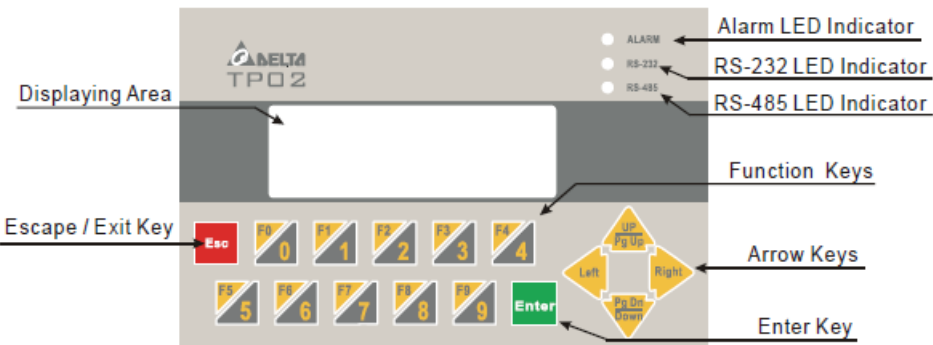 Alarm LED Indicator
ALARM
DELTA
TP02
RS-232
RS-232 LED Indicator
RS-485
RS-485 LED Indicator
Displaying Area
Function Keys
Escape / Exit Key
Esc
F0 0
F1 1
F2 2
F3 3
F4 4
UP
Pg Up
Left
Right
Arrow Keys
F5 5
F6 6
F7 7
F8 8
F9 9
Enter
Pg Dn
Down
Enter Key